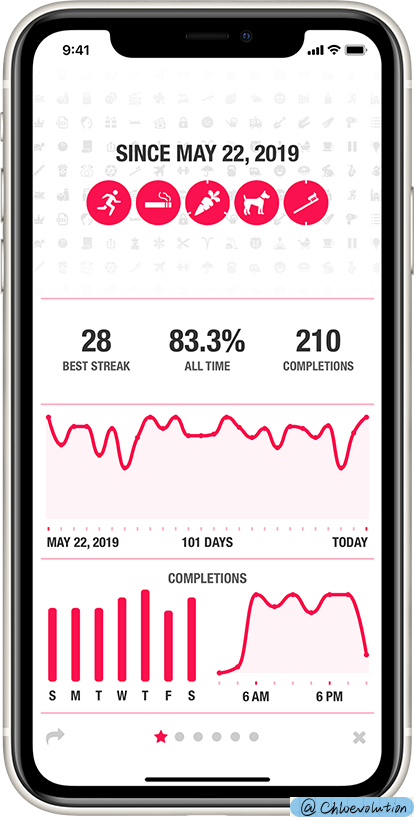 9:41
SINCE MAY 22, 2019
28 83.3% 210
BEST STREAK ALL TIME COMPLETIONS
MAY 22, 2019 101 DAYS TODAY
COMPLETIONS
S M T W T F S 6 AM 6 PM
@ Chloevolution